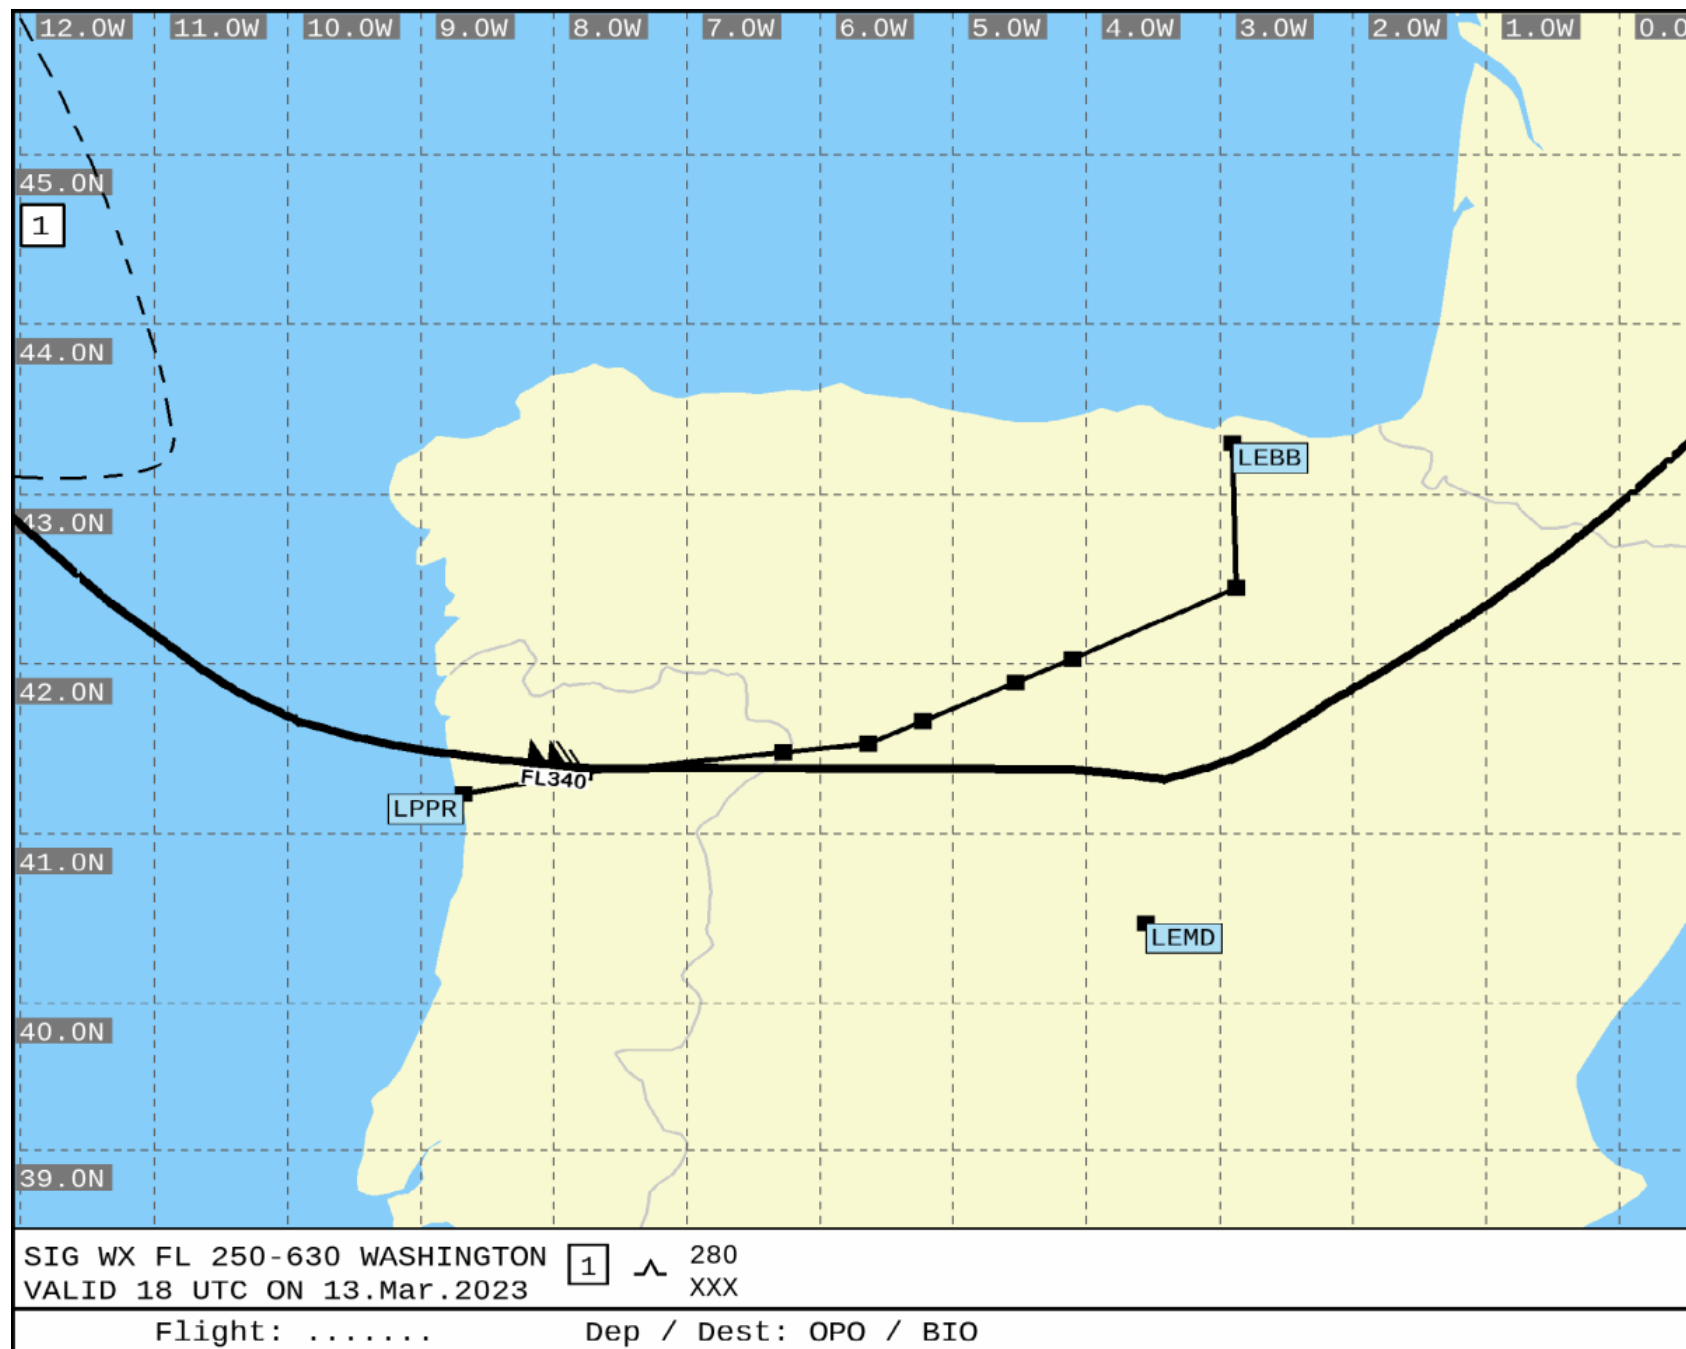 12.0W 11.0W 10.0W 9.0W 8.0W 7.0W 6.0W 5.0W 4.0W 3.0W 2.0W 1.0W 0.0
45.0N
1
44.0N
LEBB
43.0N
42.0N
FL340
LPPR
41.0N
LEMD
40.0N
39.0N
SIG WX FL 250-630 WASHINGTON 1 280
VALID 18 UTC ON 13.Mar.2023 XXX
Flight: ....... Dep / Dest: OPO / BIO